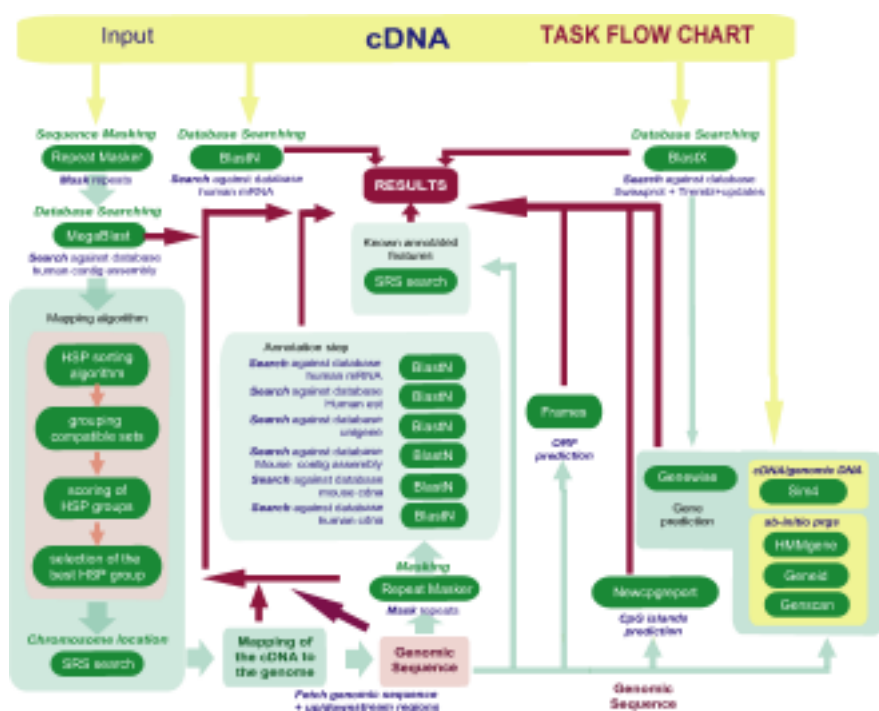 Input
cDNA
TASK FLOW CHART
Sequence Masking
Repeat Masker
Mask repeats
Database Searching
BlastN
Search against database
human mRNA
Database Searching
BlastX
Search against database
Swissprot + Trembl+updates
RESULTS
Database Searching
MegaBlast
Search against database
human contig assembly
Known annotated
features
SRS search
Mapping algorithm
HSP sorting
algorithm
grouping
compatible sets
scoring of
HSP groups
selection of the
best HSP group
Chromosome location
SRS search
Annotation step
Search against database
human mRNA
BlastN
Search against database
Human est
BlastN
Search against database
unigene
BlastN
Search against database
Mouse contig assembly
BlastN
Search against database
mouse cdna
BlastN
Search against database
human cdna
BlastN
Masking
Repeat Masker
Mask repeats
Mapping of
the cDNA to
the genome
Genomic
Sequence
Fetch genomic sequence
+ up/downstream regions
Frames
ORF
prediction
Newcpgreport
CpG islands
prediction
Genewise
Gene
prediction
cDNA/genomic DNA
Sim4
ab-initio prgs
HMMgene
Geneid
Genscan
Genomic
Sequence